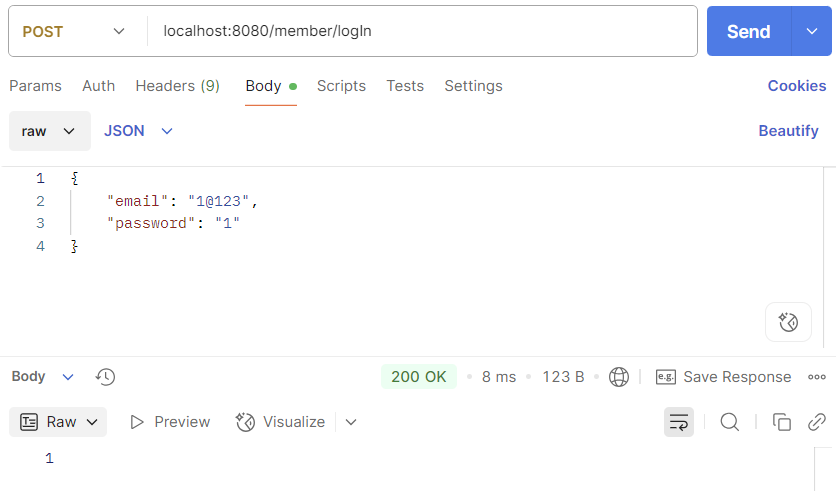 POST localhost:8080/member/logIn Send
Params Auth Headers (9) Body Scripts Tests Settings Cookies
raw JSON Beautify
1 {
2 "email": "1@123",
3 "password": "1"
4 }
Body 200 OK 8 ms 123 B e.g. Save Response
Raw Preview Visualize
1